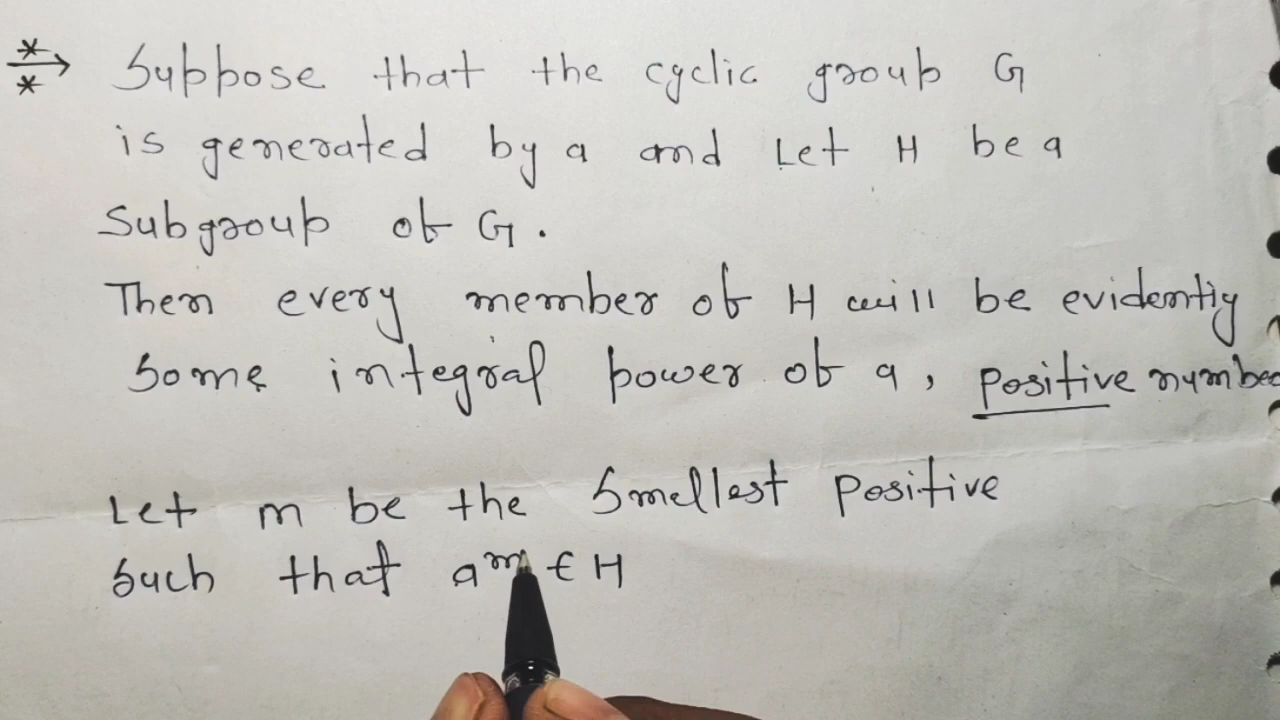 Suppose that the cyclic group G
is generated by a and Let H be a
Subgroup of G.
Then every member of H will be evidently
Some integral power of a, positive number
Let m be the Smallest positive
Such that aᵐ ∈ H